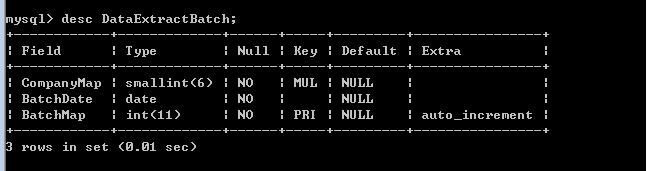 mysql> desc DataExtractBatch;
+------------+-------------+------+-----+---------+----------------+
| Field      | Type        | Null | Key | Default | Extra          |
+------------+-------------+------+-----+---------+----------------+
| CompanyMap | smallint(6) | NO   | MUL | NULL    |                |
| BatchDate  | date        | NO   |     | NULL    |                |
| BatchMap   | int(11)     | NO   | PRI | NULL    | auto_increment |
+------------+-------------+------+-----+---------+----------------+
3 rows in set (0.01 sec)